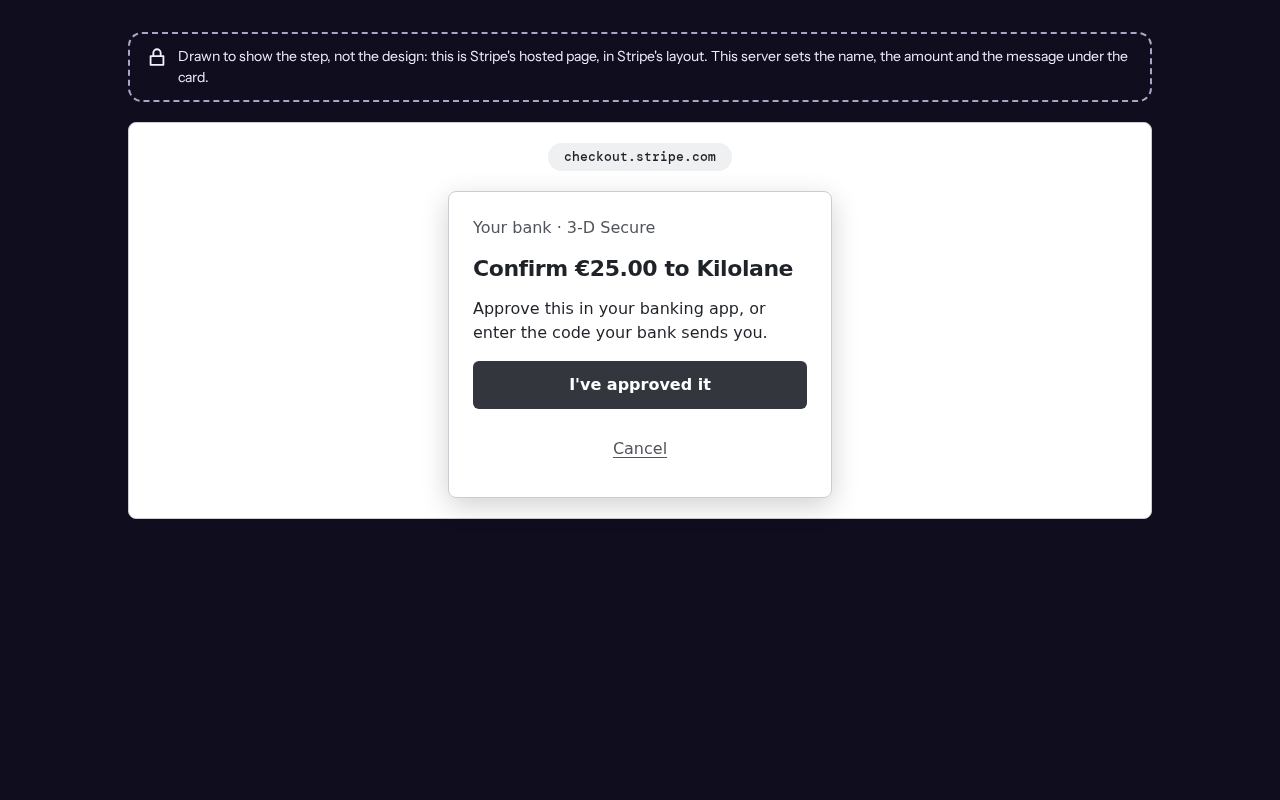 Drawn to show the step, not the design: this is Stripe's hosted page, in Stripe's layout. This server sets the name, the amount and the message under the
card.
checkout.stripe.com
Your bank · 3-D Secure
Confirm €25.00 to Kilolane
Approve this in your banking app, or
enter the code your bank sends you.
I've approved it
Cancel